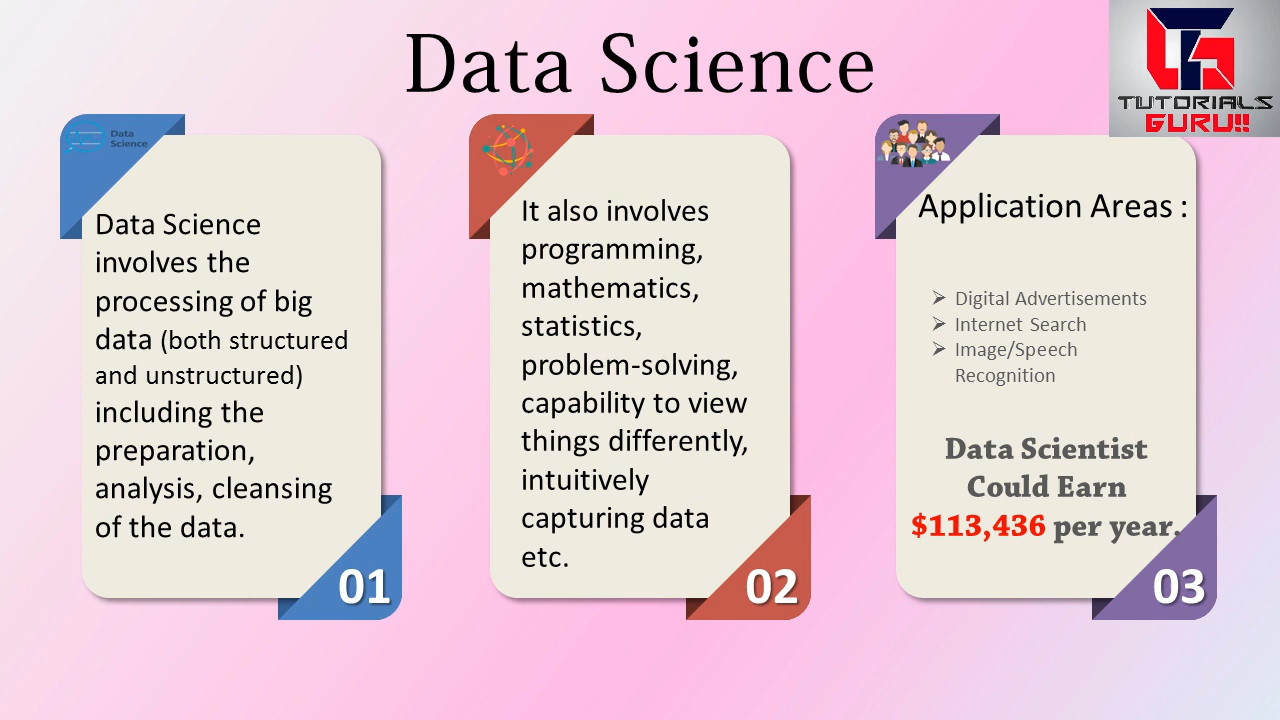 Data Science
TUTORIALS
GURU!!
Data
Science
Data Science
involves the
processing of big
data (both structured
and unstructured)
including the
preparation,
analysis, cleansing
of the data.
01
It also involves
programming,
mathematics,
statistics,
problem-solving,
capability to view
things differently,
intuitively
capturing data
etc.
02
Application Areas :
➢ Digital Advertisements
➢ Internet Search
➢ Image/Speech
Recognition
Data Scientist
Could Earn
$113,436 per year.
03